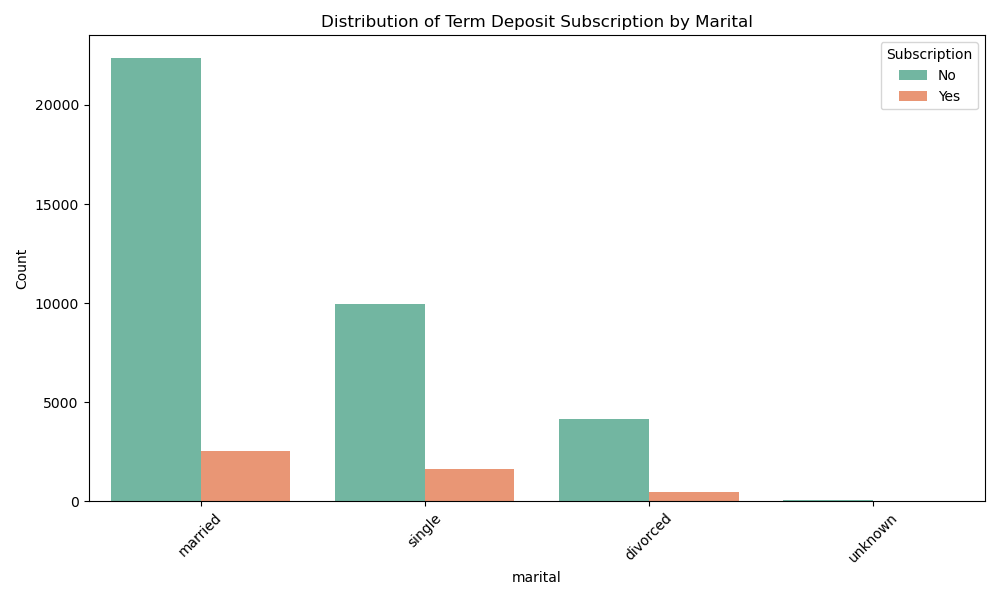 Distribution of Term Deposit Subscription by Marital
Subscription
No
Yes
Count
20000
15000
10000
5000
0
married
single
divorced
unknown
marital